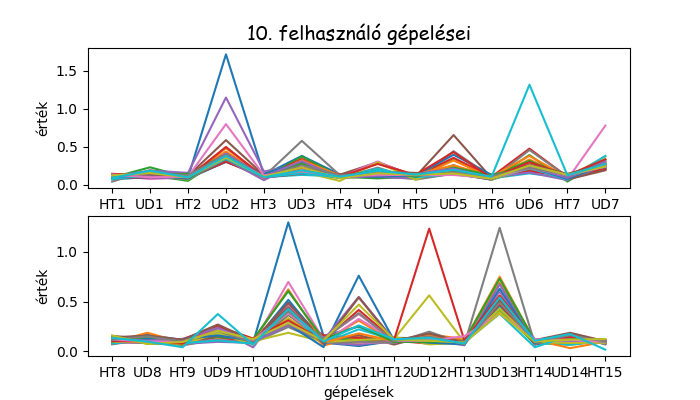 10. felhasználó gépelései
érték
1.5
1.0
0.5
0.0
HT1 UD1 HT2 UD2 HT3 UD3 HT4 UD4 HT5 UD5 HT6 UD6 HT7 UD7
érték
1.0
0.5
0.0
HT8 UD8 HT9 UD9 HT10 UD10 HT11 UD11 HT12 UD12 HT13 UD13 HT14 UD14 HT15
gépelések